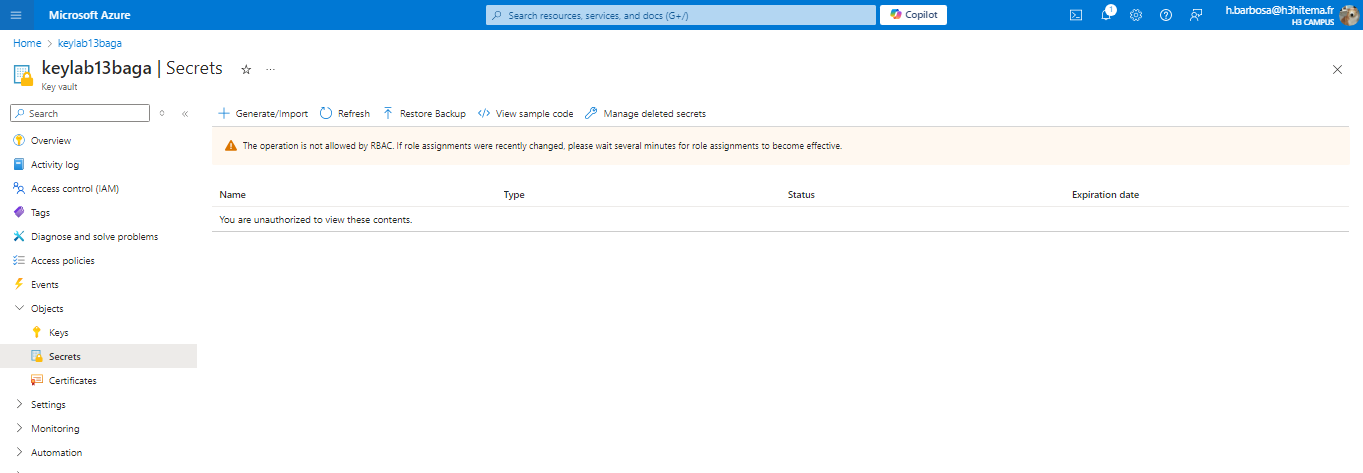 Microsoft Azure
Search resources, services, and docs (G+/)
Copilot
1
h.barbosa@h3hitema.fr
H3 CAMPUS
Home > keylab13baga
keylab13baga | Secrets
Key vault
Search
Generate/Import
Refresh
Restore Backup
View sample code
Manage deleted secrets
Overview
Activity log
Access control (IAM)
Tags
Diagnose and solve problems
Access policies
Events
Objects
Keys
Secrets
Certificates
Settings
Monitoring
Automation
The operation is not allowed by RBAC. If role assignments were recently changed, please wait several minutes for role assignments to become effective.
Name Type Status Expiration date
You are unauthorized to view these contents.